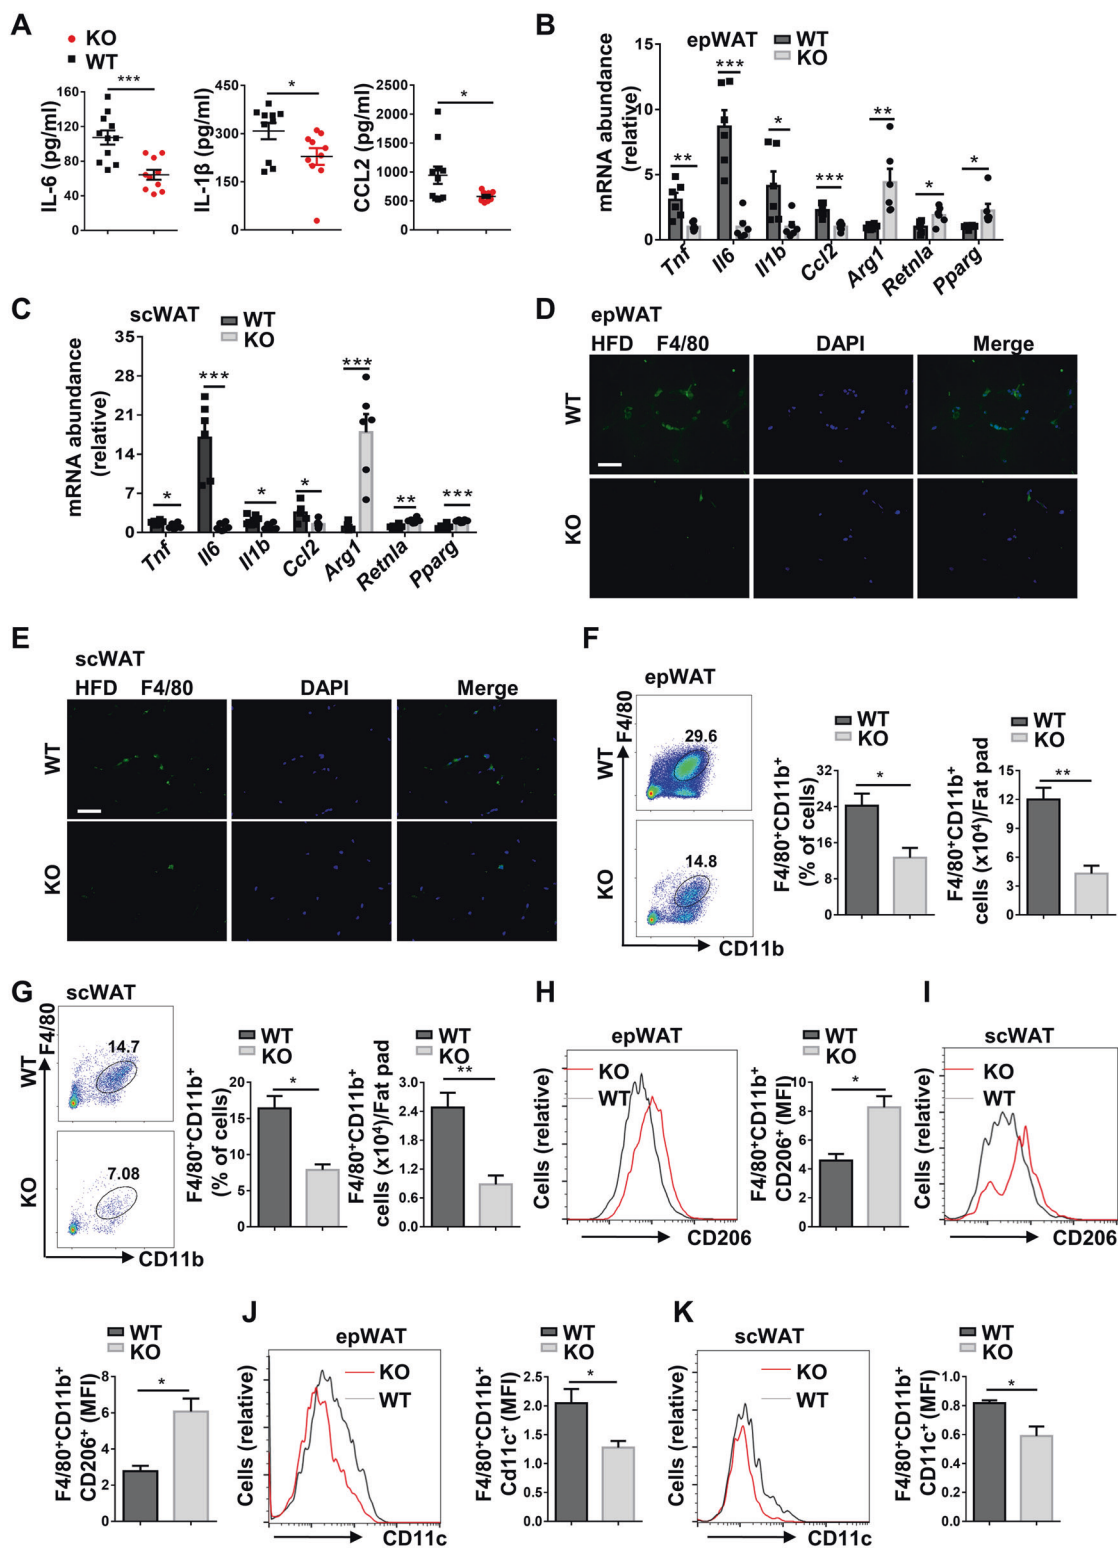 A
KO
WT
IL-6 (pg/ml)
160
120
80
40
0
***
IL-1β (pg/ml)
450
300
150
0
*
CCL2 (pg/ml)
2500
2000
1500
1000
500
0
*
B
epWAT
WT
KO
mRNA abundance
(relative)
15
10
5
0
**
***
*
***
**
*
*
Tnf
Il6
Il1b
Ccl2
Arg1
Retnla
Pparg
C
scWAT
WT
KO
mRNA abundance
(relative)
35
28
21
14
7
0
*
***
*
*
***
**
***
Tnf
Il6
Il1b
Ccl2
Arg1
Retnla
Pparg
D
epWAT
HFD F4/80 DAPI Merge
WT
KO
E
scWAT
HFD F4/80 DAPI Merge
WT
KO
F
epWAT
F4/80
WT
29.6
KO
14.8
CD11b
WT
KO
F4/80+CD11b+
(% of cells)
32
24
16
8
0
*
WT
KO
F4/80+CD11b+
cells (x10⁴)/Fat pad
15
12
9
6
3
0
**
G
scWAT
F4/80
WT
14.7
KO
7.08
CD11b
WT
KO
F4/80+CD11b+
(% of cells)
20
15
10
5
0
*
WT
KO
F4/80+CD11b+
cells (x10⁴)/Fat pad
3.0
2.4
1.8
1.2
0.6
0.0
**
H
epWAT
KO
WT
Cells (relative)
CD206
WT
KO
F4/80+CD11b+
CD206+ (MFI)
10
8
6
4
2
0
*
I
scWAT
KO
WT
Cells (relative)
CD206
WT
KO
F4/80+CD11b+
CD206+ (MFI)
8
6
4
2
0
*
J
epWAT
KO
WT
Cells (relative)
CD11c
WT
KO
F4/80+CD11b+
Cd11c+ (MFI)
2.5
2.0
1.5
1.0
0.5
0.0
*
K
scWAT
KO
WT
Cells (relative)
CD11c
WT
KO
F4/80+CD11b+
CD11c+ (MFI)
1.0
0.8
0.6
0.4
0.2
0.0
*